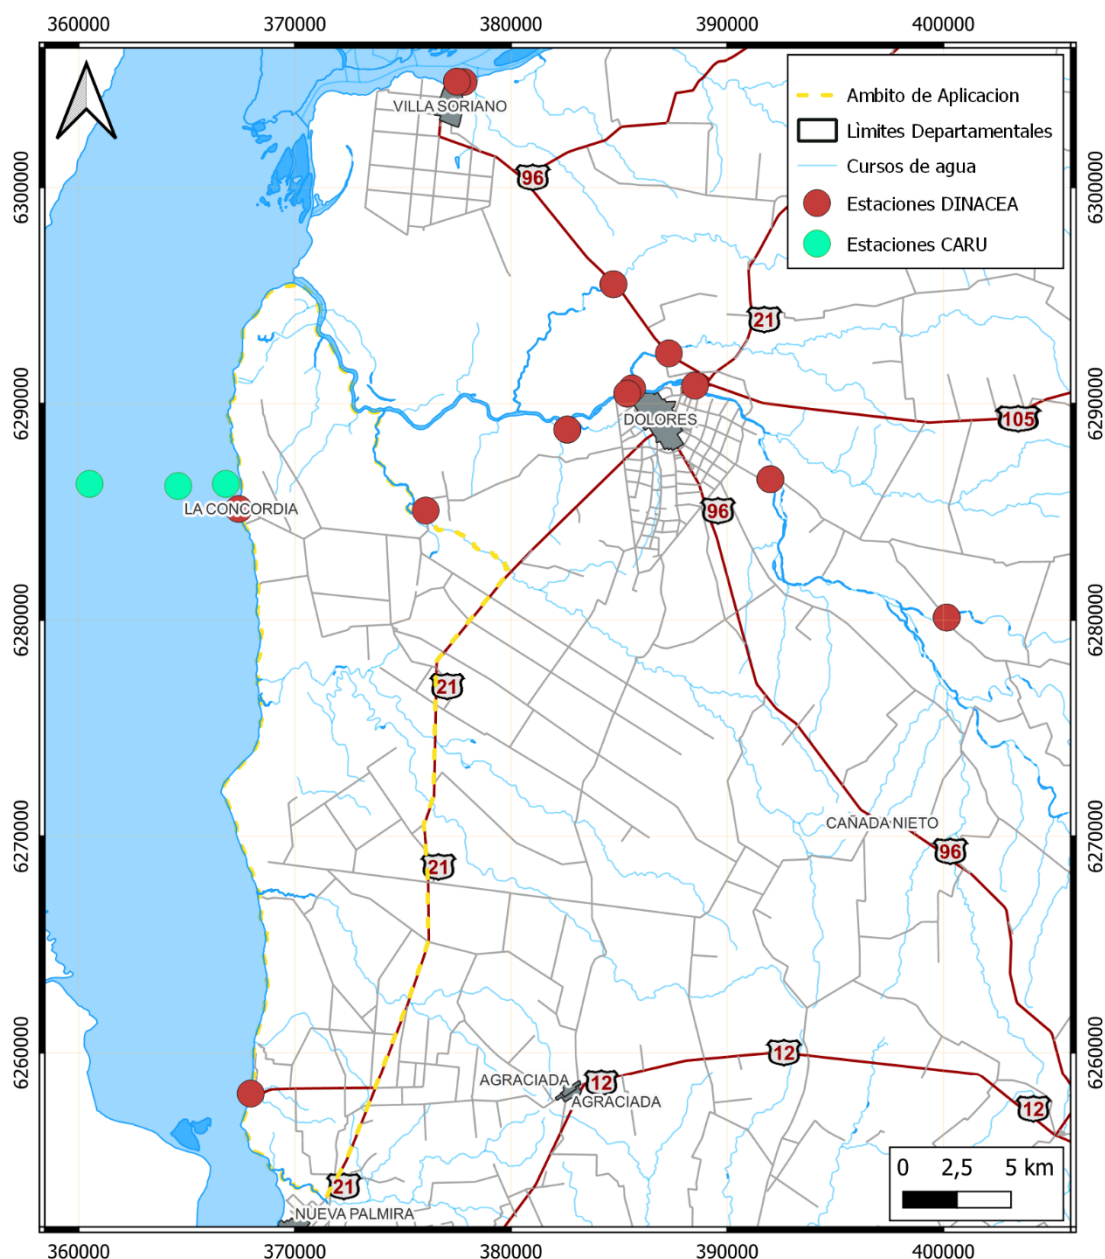 360000 370000 380000 390000 400000
Ambito de Aplicacion
Lìmites Departamentales
Cursos de agua
Estaciones DINACEA
Estaciones CARU
VILLA SORIANO
96
6300000 6300000
21
6290000 6290000
DOLORES
105
LA CONCORDIA
96
6280000 6280000
21
6270000 6270000
CAÑADA NIETO
96
21
6260000 6260000
12
AGRACIADA
12
AGRACIADA
12
0 2,5 5 km
21
NUEVA PALMIRA
360000 370000 380000 390000 400000